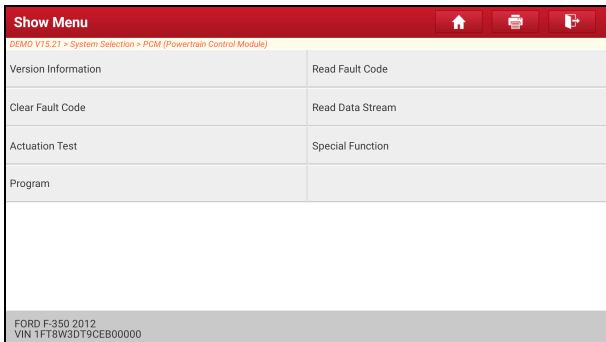 Show Menu
DEMO V15.21 > System Selection > PCM (Powertrain Control Module)
Version Information
Read Fault Code
Clear Fault Code
Read Data Stream
Actuation Test
Special Function
Program
FORD F-350 2012
VIN 1FT8W3DT9CEB00000